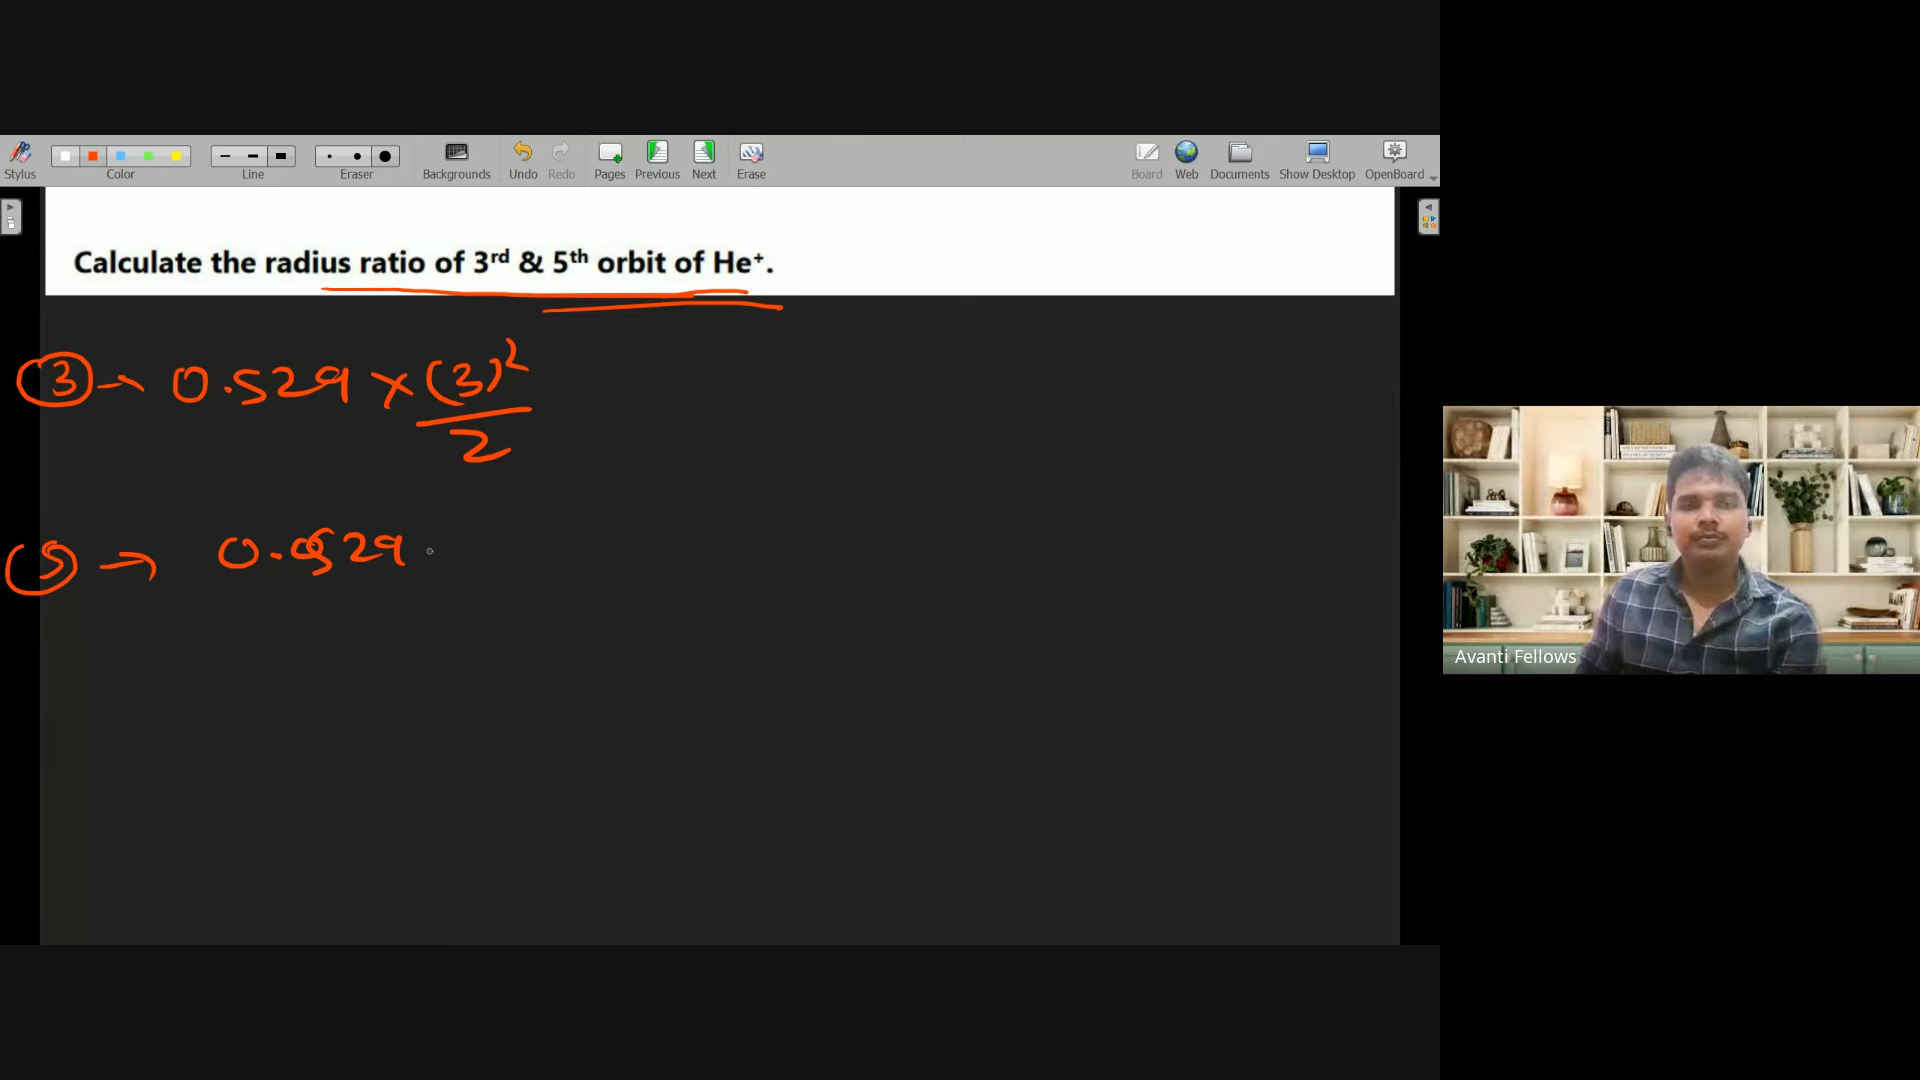 Stylus Color Line Eraser Backgrounds Undo Redo Pages Previous Next Erase Board Web Documents Show Desktop OpenBoard
Calculate the radius ratio of 3rd & 5th orbit of He⁺.
③ → 0.529 × (3)²
2
⑤ → 0.0529
Avanti Fellows